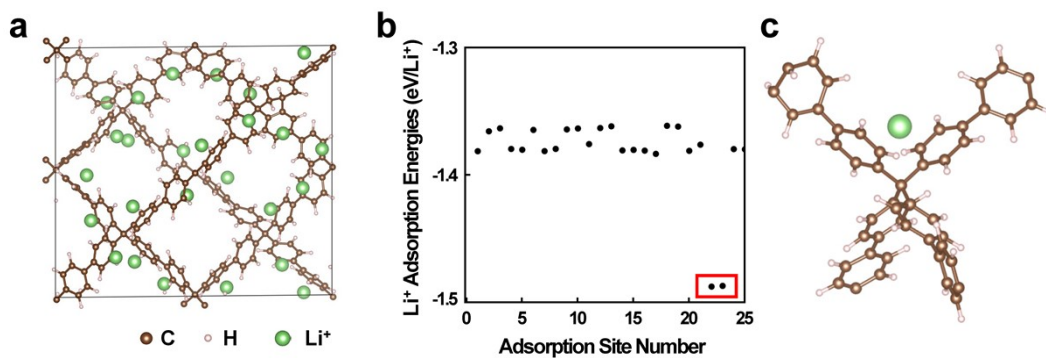 a
C H Li⁺
b
Li⁺ Adsorption Energies (eV/Li⁺)
-1.3
-1.4
-1.5
0 5 10 15 20 25
Adsorption Site Number
c